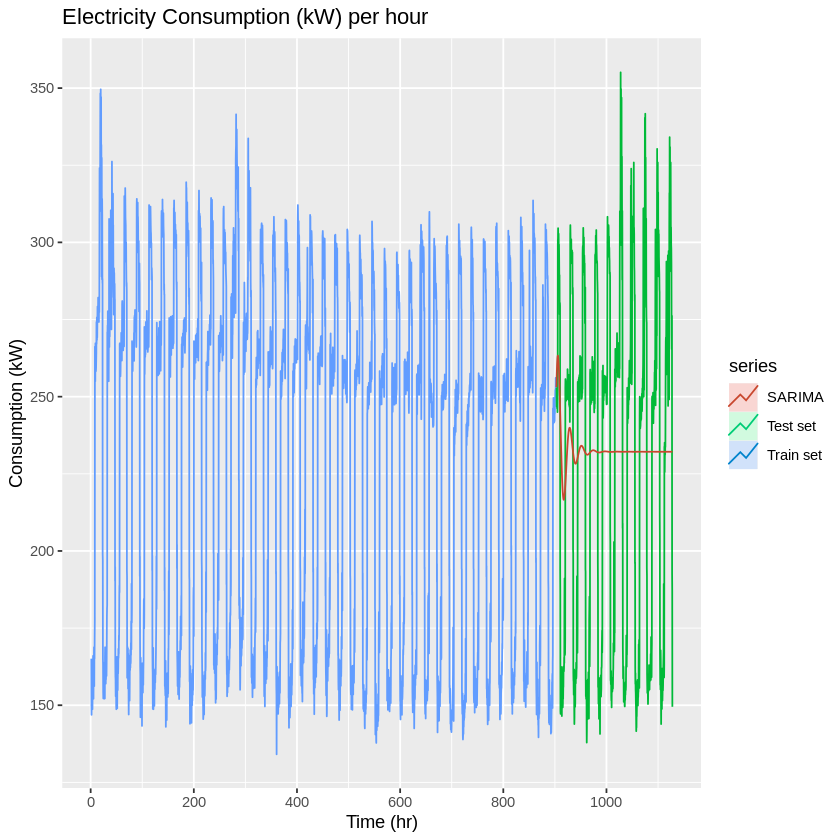 Electricity Consumption (kW) per hour
350
300
250
200
150
Consumption (kW)
0 200 400 600 800 1000
Time (hr)
series
SARIMA
Test set
Train set